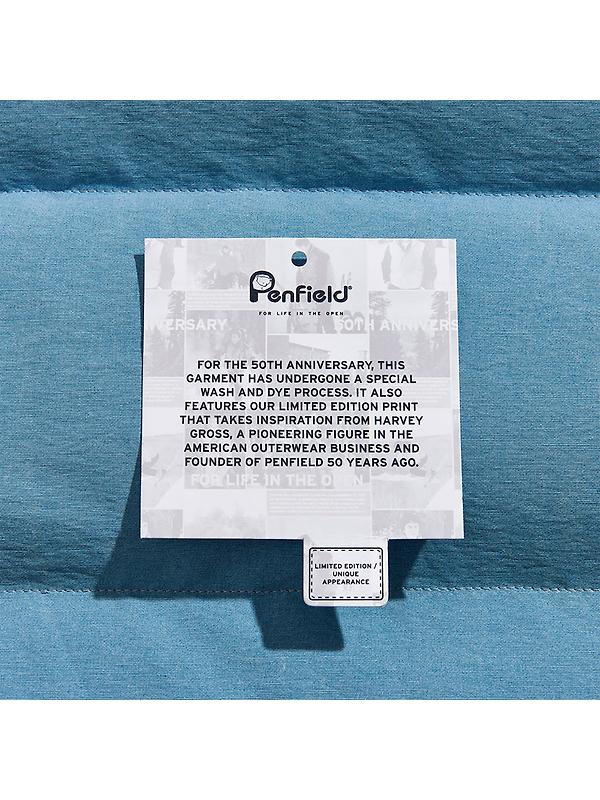 Penfield®
FOR LIFE IN THE OPEN
IVERSARY
50TH ANNIVERS
FOR THE 50TH ANNIVERSARY, THIS
GARMENT HAS UNDERGONE A SPECIAL
WASH AND DYE PROCESS. IT ALSO
FEATURES OUR LIMITED EDITION PRINT
THAT TAKES INSPIRATION FROM HARVEY
GROSS, A PIONEERING FIGURE IN THE
AMERICAN OUTERWEAR BUSINESS AND
FOUNDER OF PENFIELD 50 YEARS AGO.
FOR LIFE IN THE OPEN
LIMITED EDITION /
UNIQUE
APPEARANCE